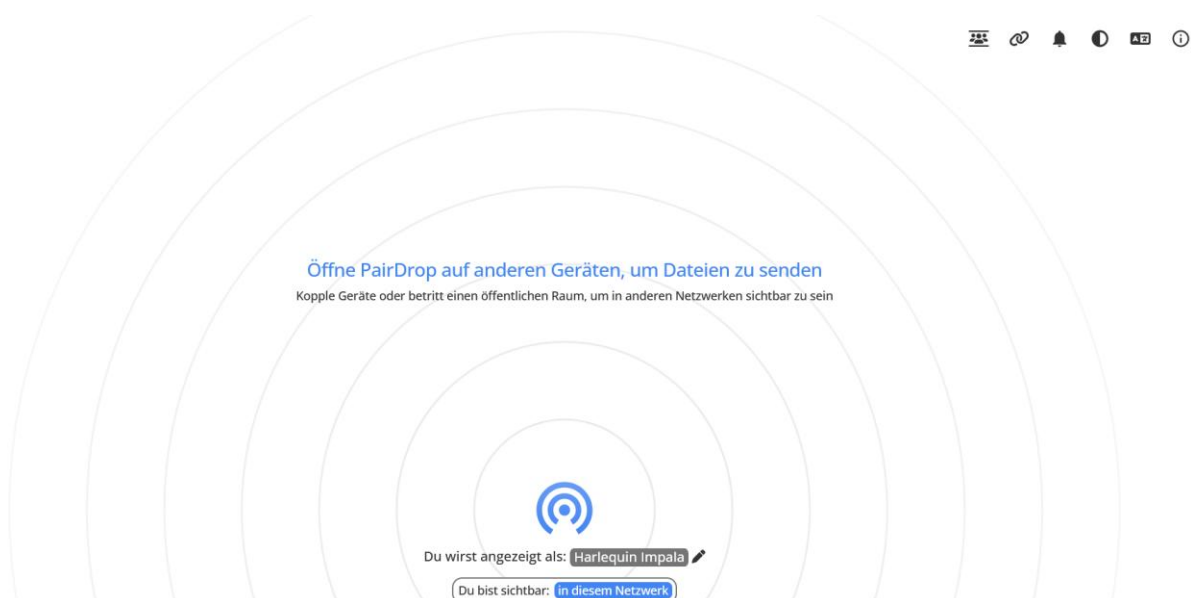 Öffne PairDrop auf anderen Geräten, um Dateien zu senden
Kopple Geräte oder betritt einen öffentlichen Raum, um in anderen Netzwerken sichtbar zu sein
Du wirst angezeigt als: Harlequin Impala
Du bist sichtbar: in diesem Netzwerk